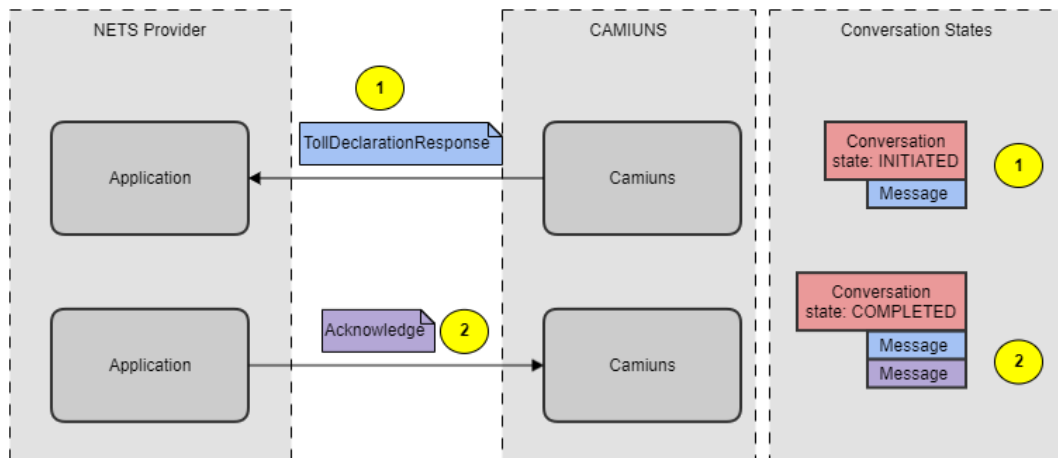 NETS Provider
CAMIUNS
Conversation States
1
TollDeclarationResponse
Application
Camiuns
Conversation
state: INITIATED
Message
1
Acknowledge
2
Application
Camiuns
Conversation
state: COMPLETED
Message
Message
2